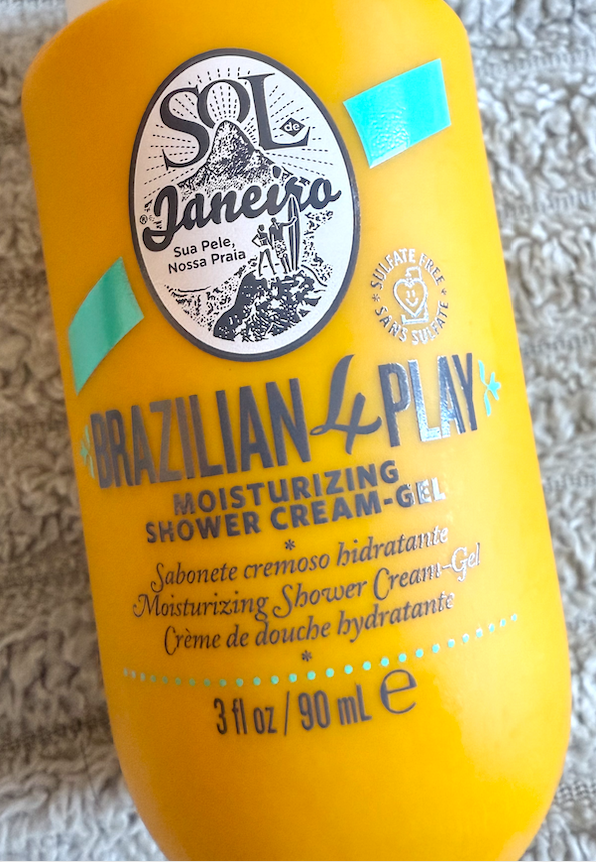 SOL
de
Janeiro
®
Sua Pele,
Nossa Praia
* SULFATE FREE *
SANS SULFATE
BRAZILIAN 4 PLAY
MOISTURIZING
SHOWER CREAM-GEL
*
Sabonete cremoso hidratante
Moisturizing Shower Cream-Gel
Crème de douche hydratante
*
3 fl oz / 90 mL e